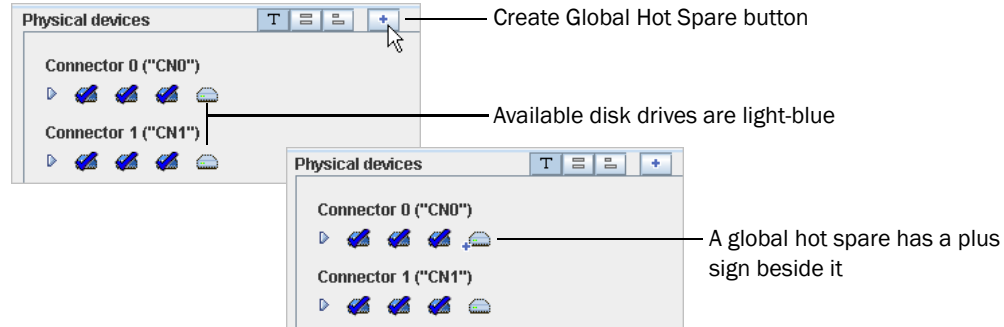 Physical devices T
Create Global Hot Spare button
Connector 0 ("CN0")
Available disk drives are light-blue
Connector 1 ("CN1")
Physical devices T
Connector 0 ("CN0")
A global hot spare has a plus
sign beside it
Connector 1 ("CN1")